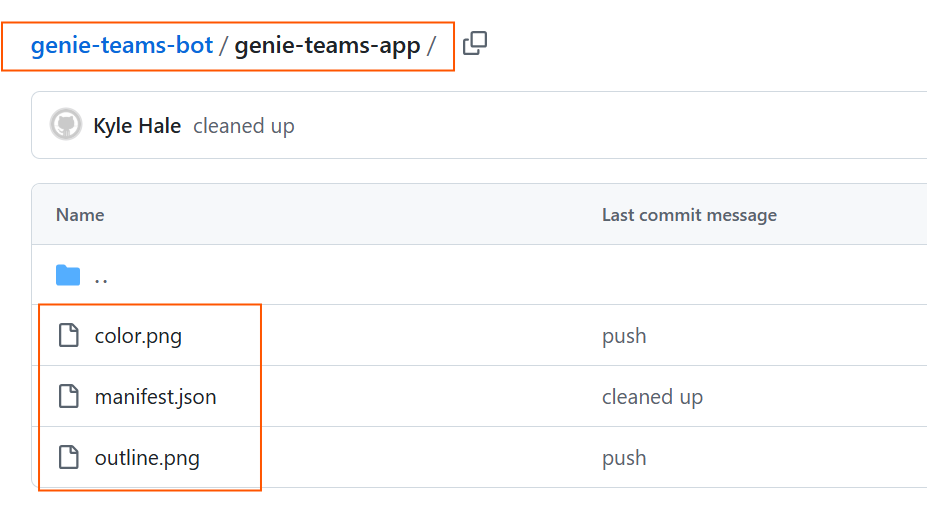 genie-teams-bot / genie-teams-app /
Kyle Hale cleaned up
Name Last commit message
..
color.png push
manifest.json cleaned up
outline.png push